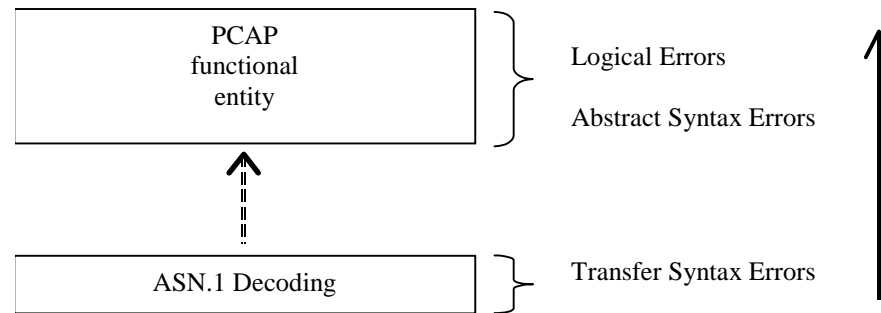 PCAP
functional
entity
Logical Errors
Abstract Syntax Errors
ASN.1 Decoding
Transfer Syntax Errors